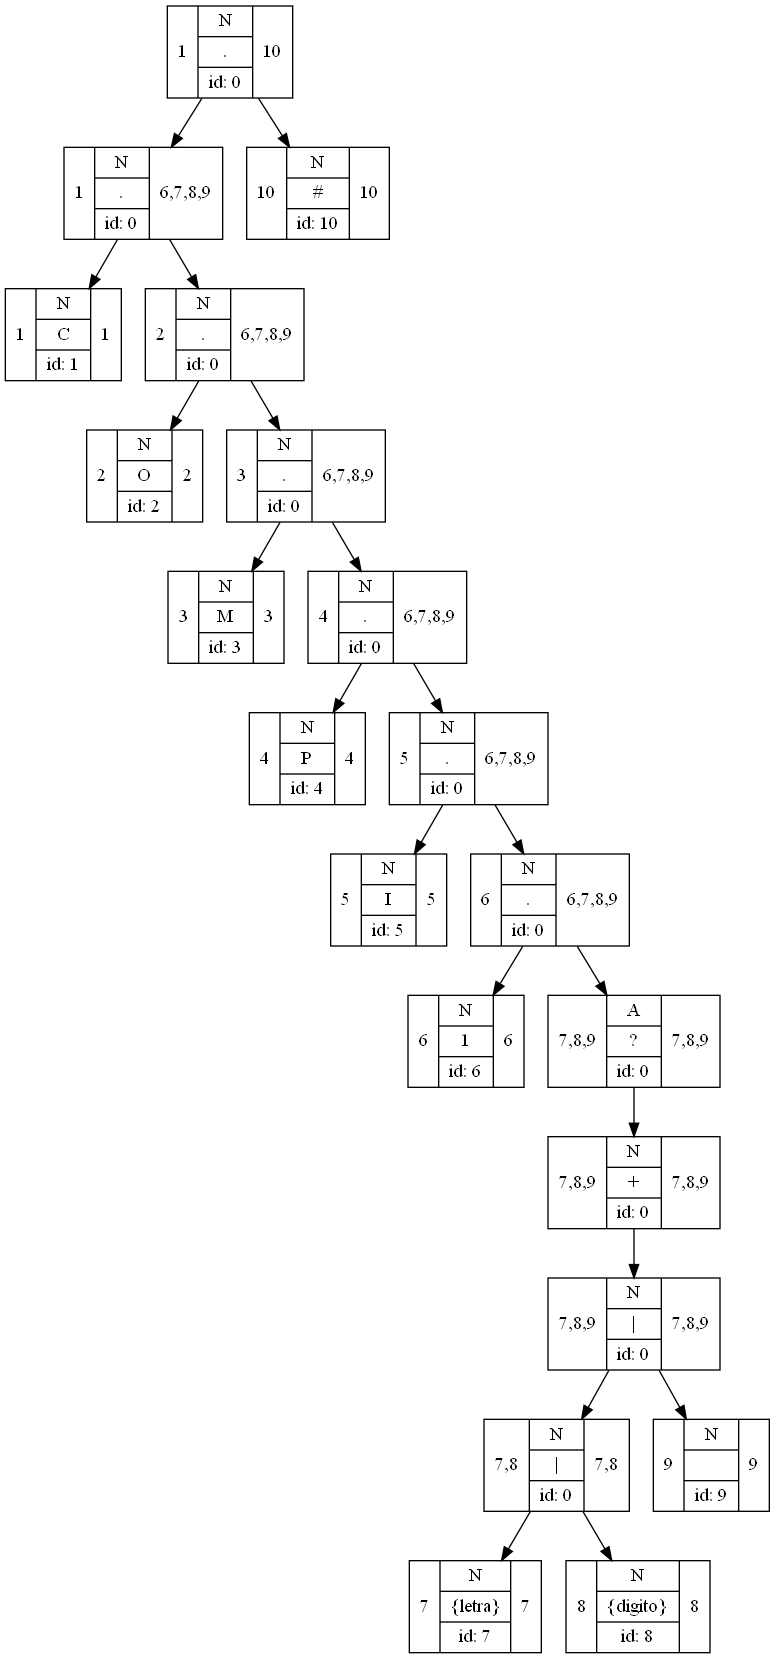 N
1 . 10
id: 0
N N
1 . 6,7,8,9 10 # 10
id: 0 id: 10
N N
1 C 1 2 . 6,7,8,9
id: 1 id: 0
N N
2 O 2 3 . 6,7,8,9
id: 2 id: 0
N N
3 M 3 4 . 6,7,8,9
id: 3 id: 0
N N
4 P 4 5 . 6,7,8,9
id: 4 id: 0
N N
5 I 5 6 . 6,7,8,9
id: 5 id: 0
N A
6 1 6 7,8,9 ? 7,8,9
id: 6 id: 0
N
7,8,9 + 7,8,9
id: 0
N
7,8,9 | 7,8,9
id: 0
N N
7,8 | 7,8 9 9
id: 0 id: 9
N N
7 {letra} 7 8 {digito} 8
id: 7 id: 8